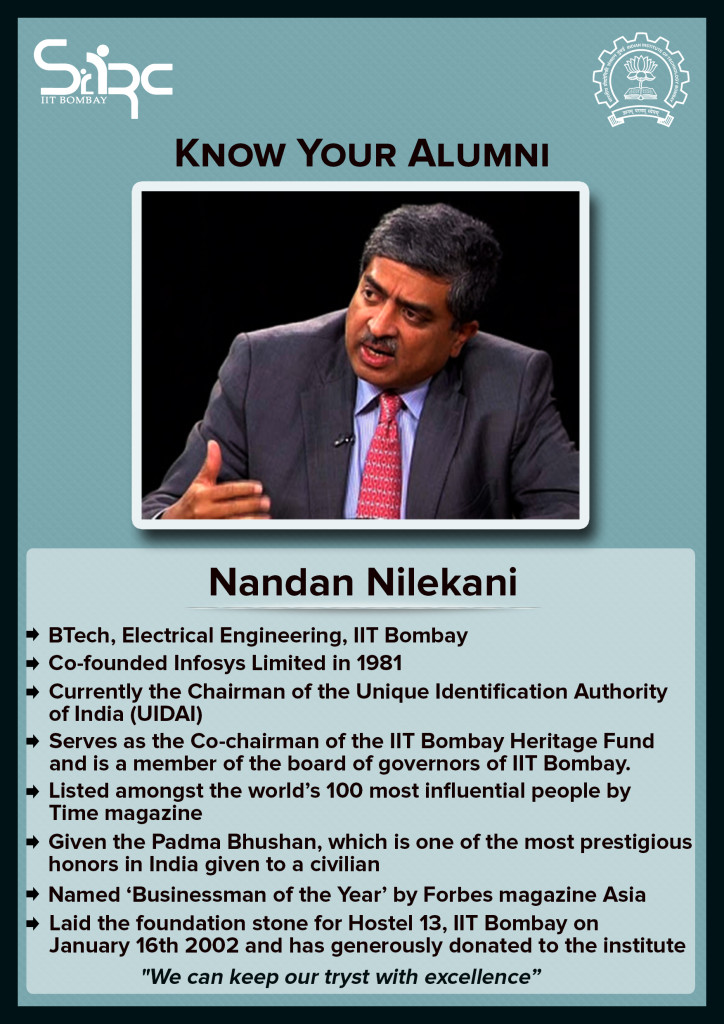 SARC
IIT BOMBAY
INDIAN INSTITUTE OF TECHNOLOGY BOMBAY
KNOW YOUR ALUMNI
Nandan Nilekani
BTech, Electrical Engineering, IIT Bombay
Co-founded Infosys Limited in 1981
Currently the Chairman of the Unique Identification Authority
of India (UIDAI)
Serves as the Co-chairman of the IIT Bombay Heritage Fund
and is a member of the board of governors of IIT Bombay.
Listed amongst the world’s 100 most influential people by
Time magazine
Given the Padma Bhushan, which is one of the most prestigious
honors in India given to a civilian
Named ‘Businessman of the Year’ by Forbes magazine Asia
Laid the foundation stone for Hostel 13, IIT Bombay on
January 16th 2002 and has generously donated to the institute
"We can keep our tryst with excellence”